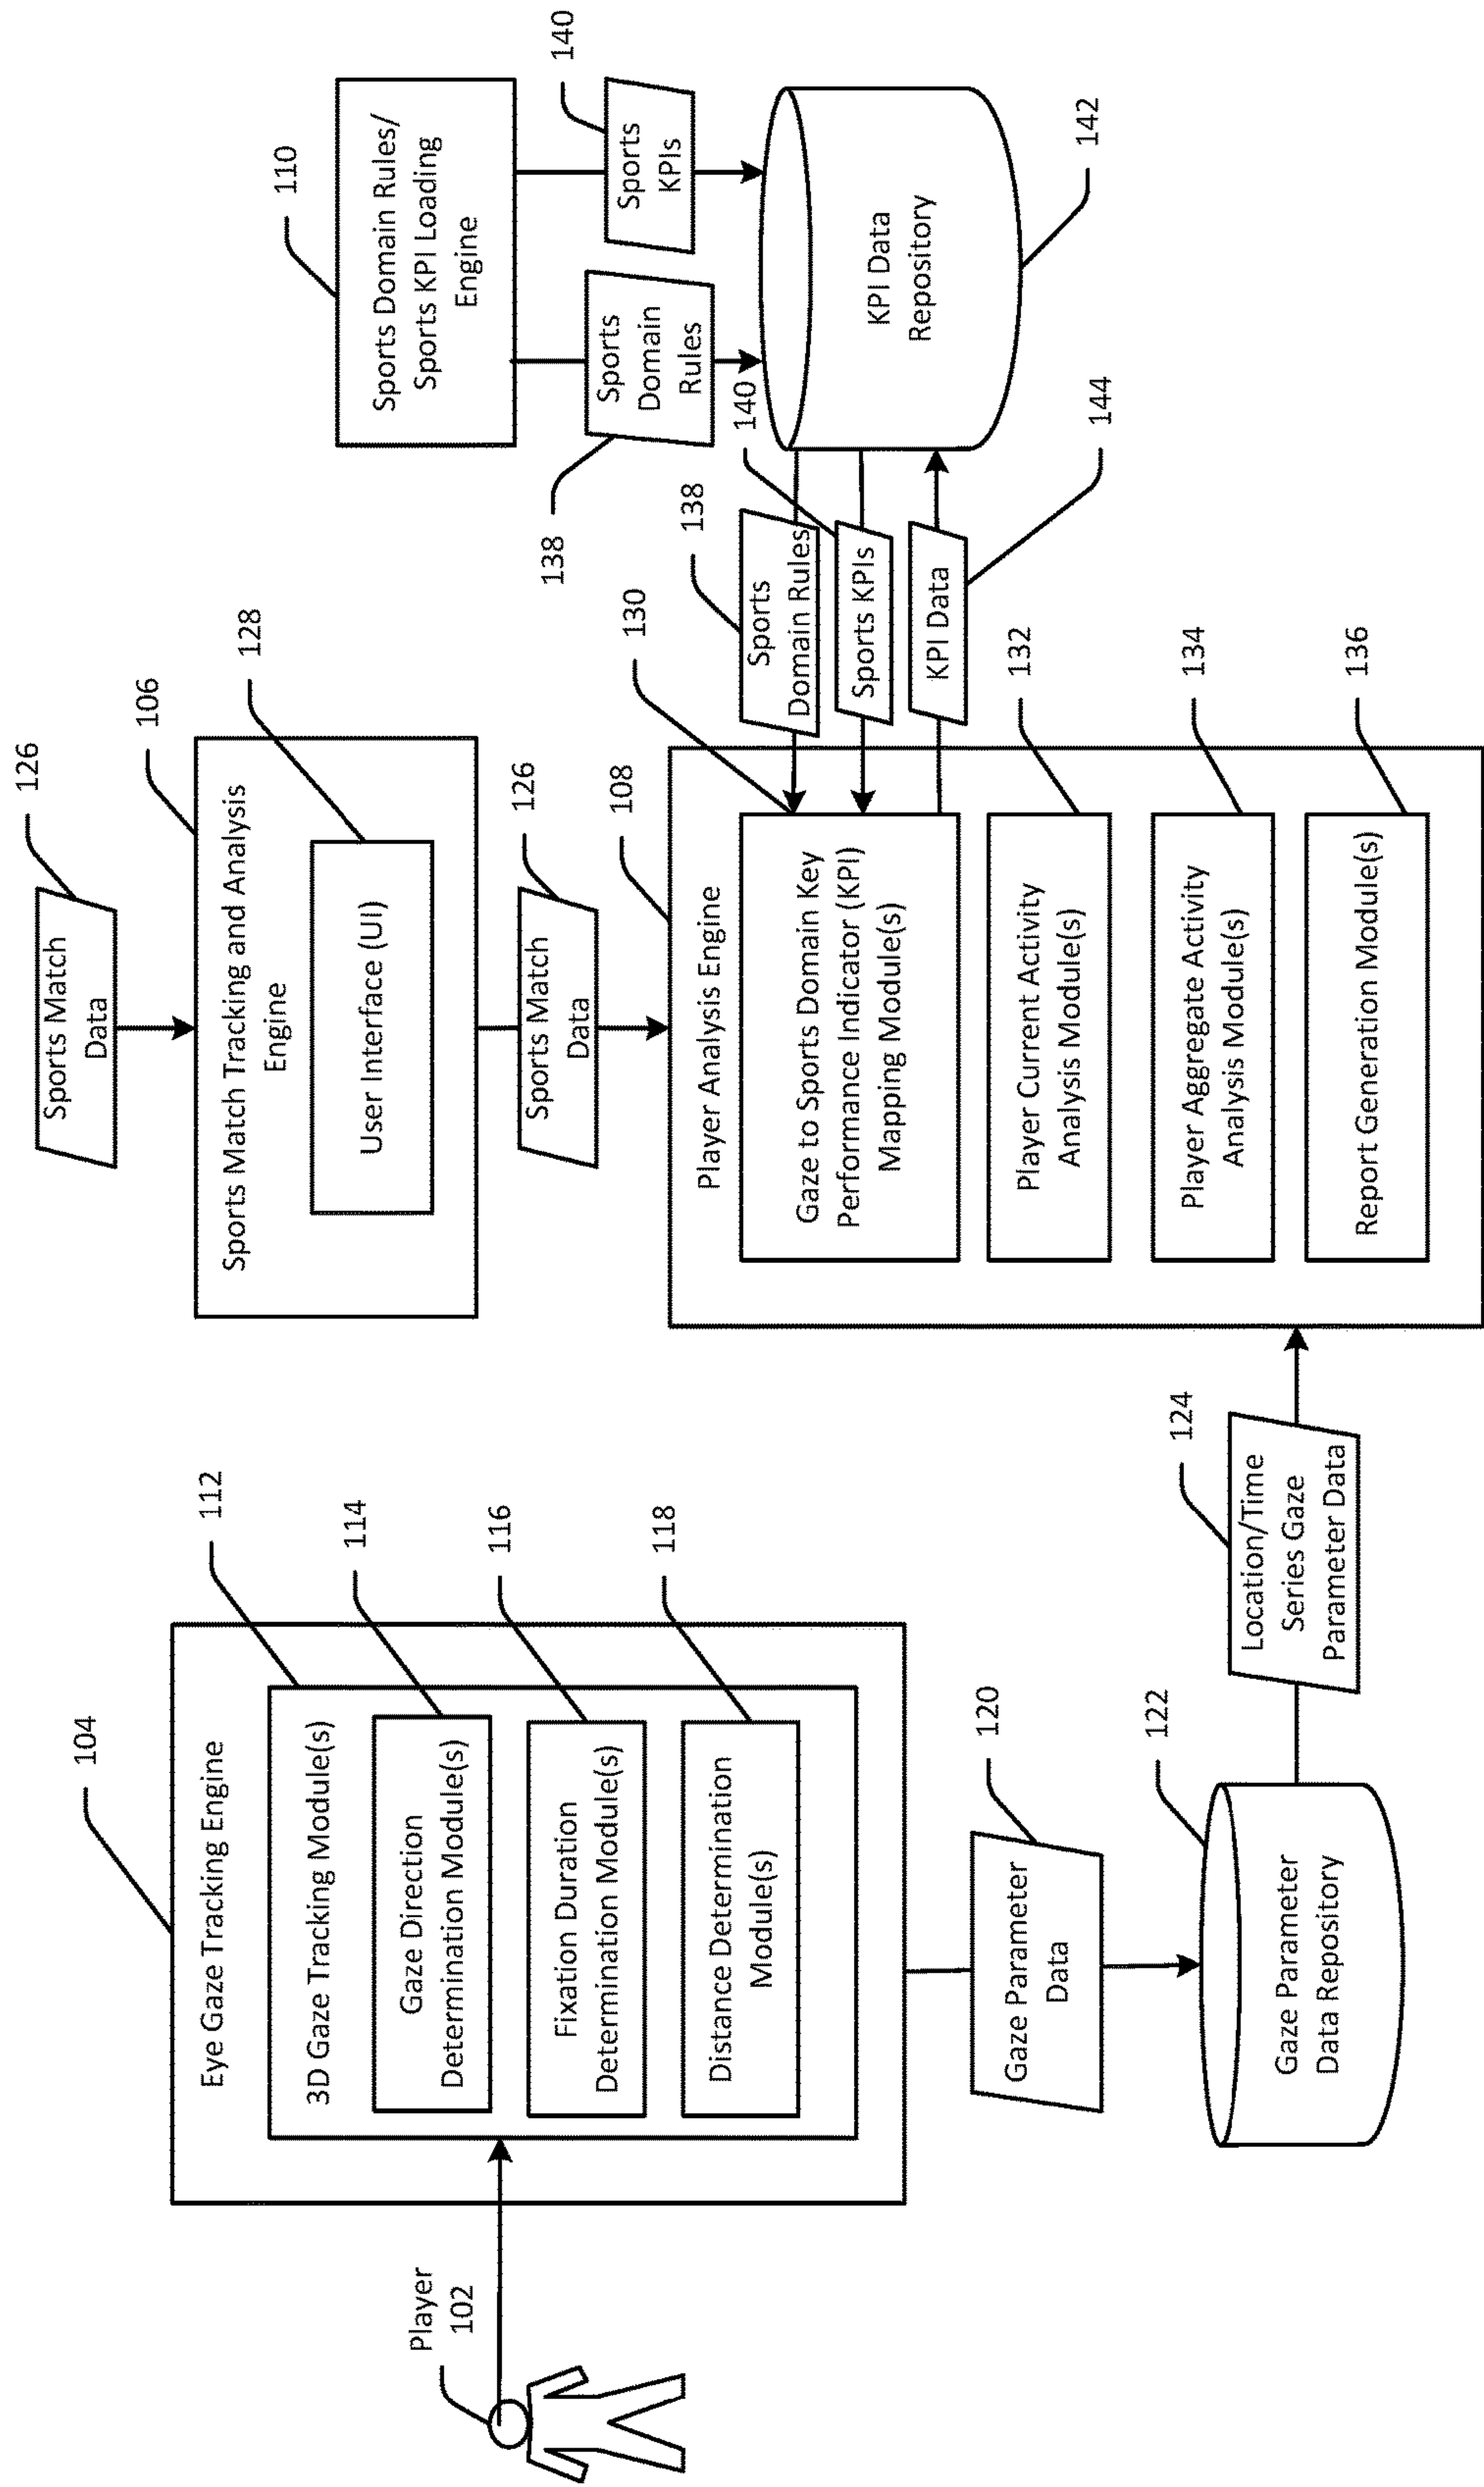 Player
102
104
Eye Gaze Tracking Engine
112
3D Gaze Tracking Module(s)
114
Gaze Direction
Determination Module(s)
116
Fixation Duration
Determination Module(s)
118
Distance Determination
Module(s)
120
Gaze Parameter
Data
122
Gaze Parameter
Data Repository
124
Location/Time
Series Gaze
Parameter Data
126
Sports Match
Data
106
Sports Match Tracking and Analysis
Engine
128
User Interface (UI)
126
Sports Match
Data
108
Player Analysis Engine
130
Gaze to Sports Domain Key
Performance Indicator (KPI)
Mapping Module(s)
132
Player Current Activity
Analysis Module(s)
134
Player Aggregate Activity
Analysis Module(s)
136
Report Generation Module(s)
138
Sports
Domain Rules
140
Sports KPIs
KPI Data
144
110
Sports Domain Rules/
Sports KPI Loading
Engine
138
Sports
Domain
Rules
140
Sports
KPIs
KPI Data
Repository
142